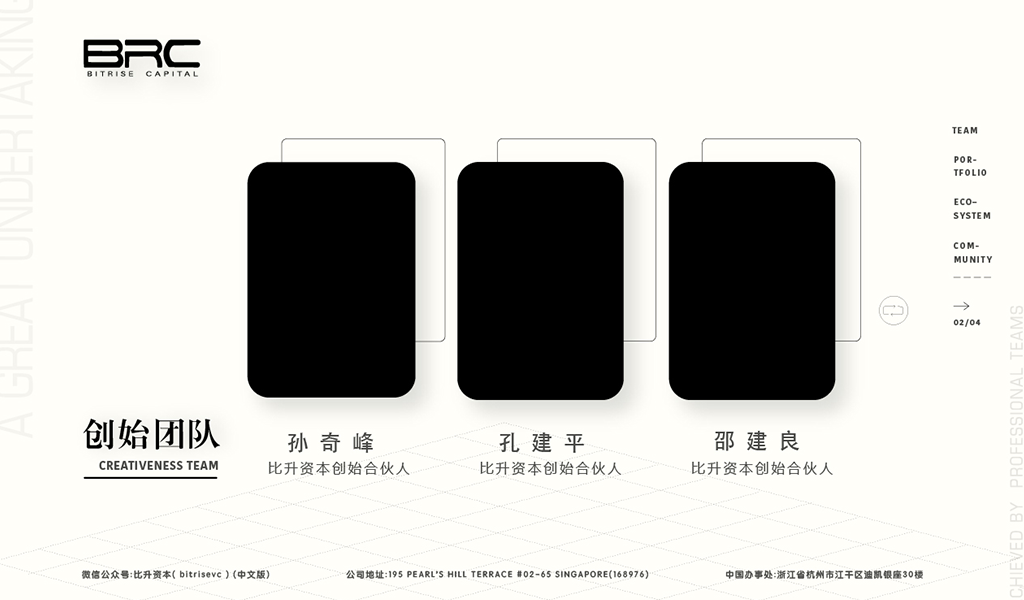 BRC
BITRISE CAPITAL
A GREAT UNDERTAKING
TEAM
POR-
TFOLIO
ECO-
SYSTEM
COM-
MUNITY
02/04
创始团队
CREATIVENESS TEAM
孙奇峰
比升资本创始合伙人
孔建平
比升资本创始合伙人
邵建良
比升资本创始合伙人
CHIEVED BY PROFESSIONAL TEAMS
微信公众号:比升资本( bitrisevc ) (中文版)
公司地址:195 PEARL'S HILL TERRACE #02-65 SINGAPORE(168976)
中国办事处:浙江省杭州市江干区迪凯银座30楼